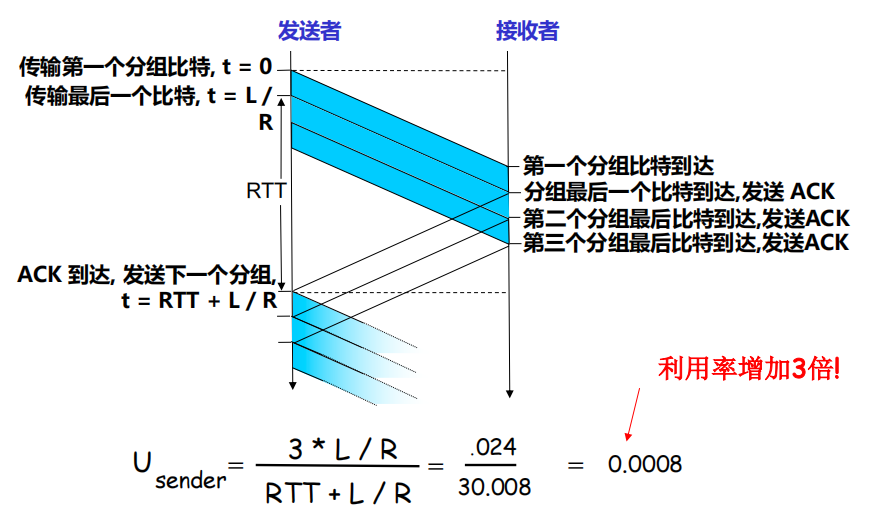 发送者
接收者
传输第一个分组比特, t = 0
传输最后一个比特, t = L /
R
RTT
第一个分组比特到达
分组最后一个比特到达,发送 ACK
第二个分组最后比特到达,发送ACK
第三个分组最后比特到达,发送ACK
ACK 到达, 发送下一个分组,
t = RTT + L / R
利用率增加3倍!
U sender = 3 * L / R / RTT + L / R = .024 / 30.008 = 0.0008